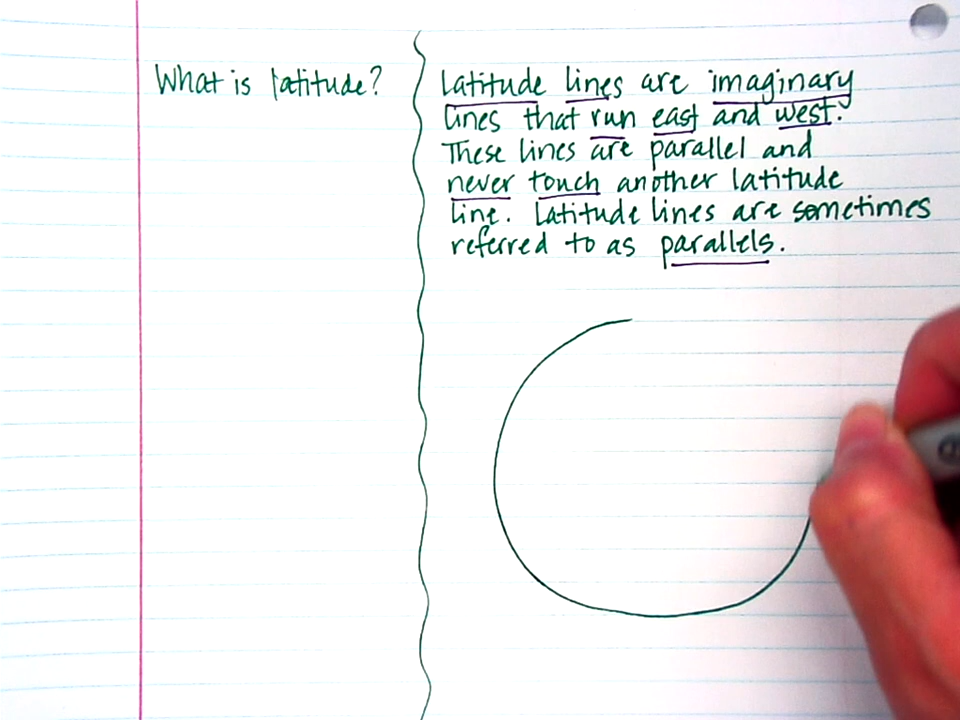 What is latitude?
Latitude lines are imaginary
lines that run east and west.
These lines are parallel and
never touch another latitude
line. Latitude lines are sometimes
referred to as parallels.